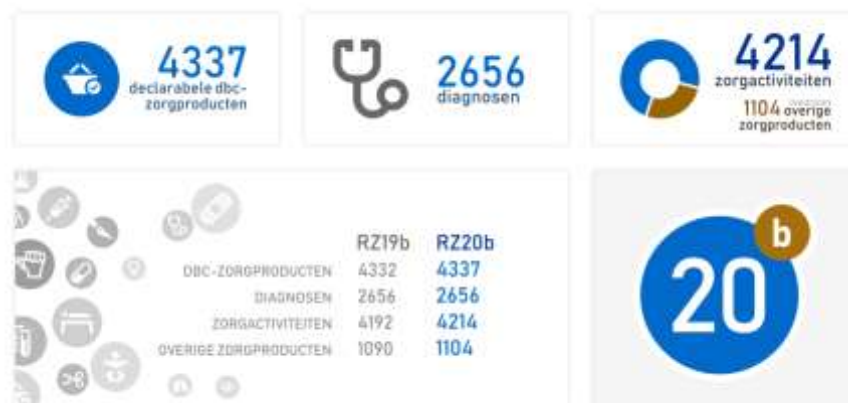 4337
declarabele dbc-
zorgproducten
2656
diagnosen
4214
zorgactiviteiten
1104 overige
zorgproducten
RZ19b RZ20b
DBC-ZORGPRODUCTEN 4332 4337
DIAGNOSEN 2656 2656
ZORGACTIVITEITEN 4192 4214
OVERIGE ZORGPRODUCTEN 1090 1104
20
b